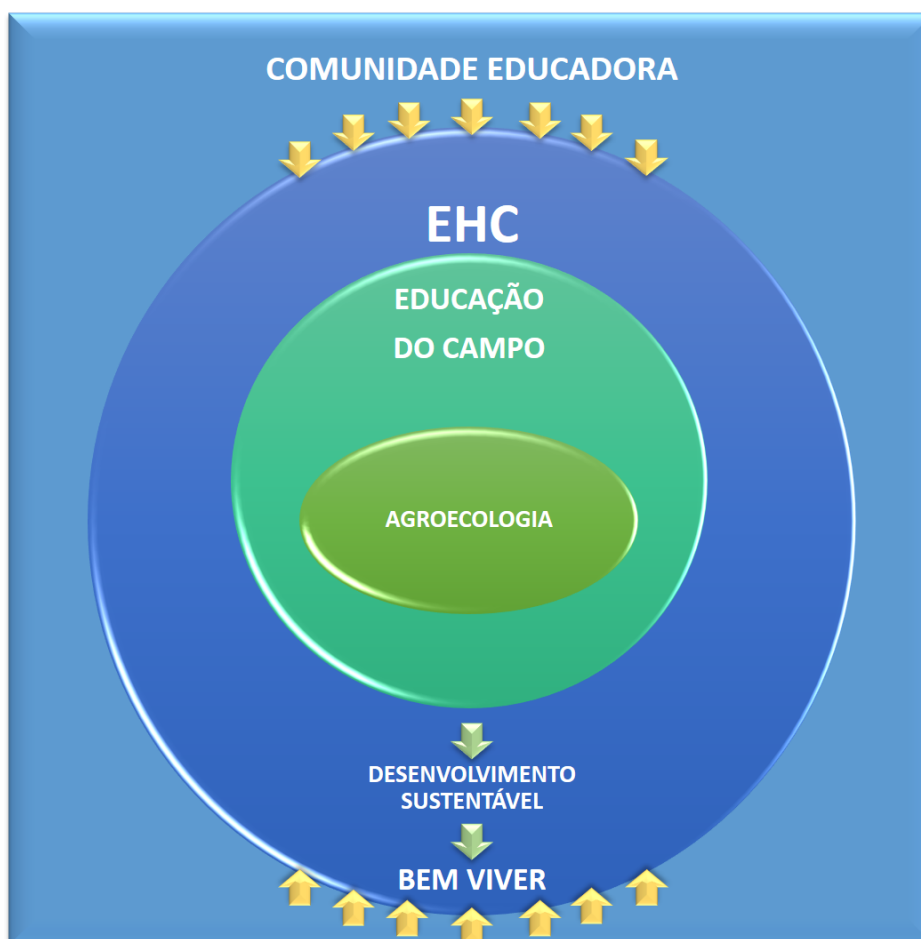 COMUNIDADE EDUCADORA
EHC
EDUCAÇÃO
DO CAMPO
AGROECOLOGIA
DESENVOLVIMENTO
SUSTENTÁVEL
BEM VIVER